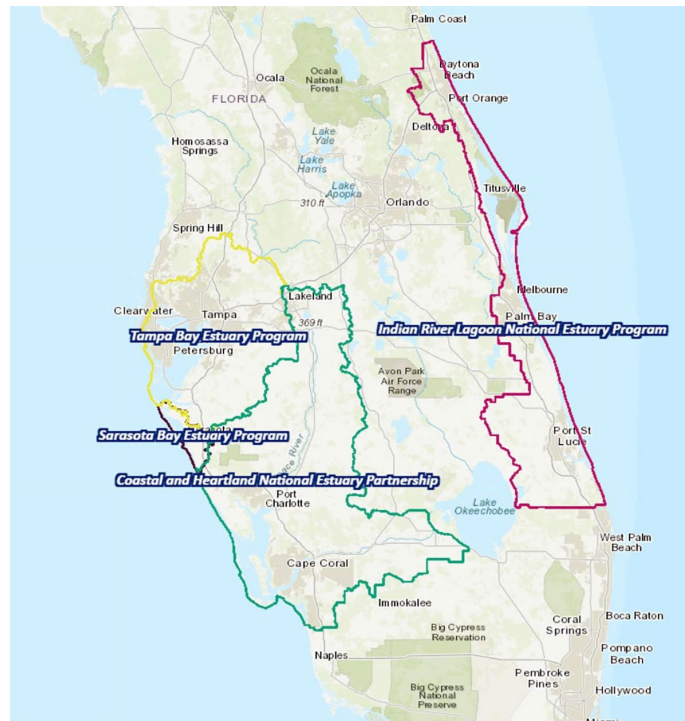 Palm Coast
Daytona
Beach
Ocala
Ocala
National
Forest
FLORIDA
Port Orange
Deltona
Homosassa
Springs
Lake
Yale
Lake
Harris
Lake
Apopka
Titusville
310 ft
Orlando
Spring Hill
Clearwater
Tampa
Lakeland
Melbourne
Palm Bay
369 ft
Tampa Bay Estuary Program
Indian River Lagoon National Estuary Program
Petersburg
Avon Park
Air Force
Range
Sarasota Bay Estuary Program
Port St
Lucie
Coastal and Heartland National Estuary Partnership
Port
Charlotte
Lake
Okeechobee
West Palm
Beach
Cape Coral
Immokalee
Big Cypress
Reservation
Coral
Springs
Boca Raton
Naples
Pompano
Beach
Pembroke
Pines
Hollywood
Big Cypress
National
Preserve